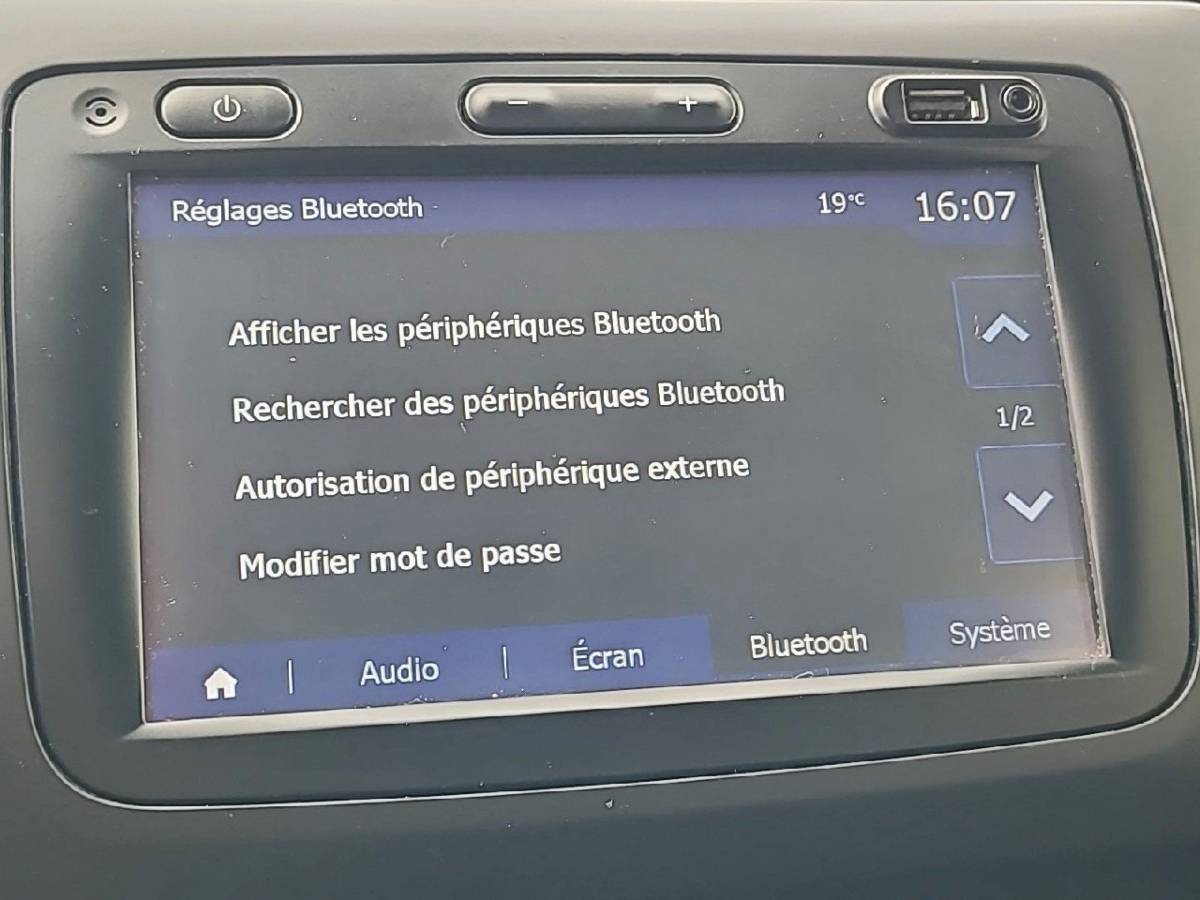 − +
Réglages Bluetooth 19°C 16:07
Afficher les périphériques Bluetooth
Rechercher des périphériques Bluetooth
1/2
Autorisation de périphérique externe
Modifier mot de passe
Audio | Écran Bluetooth Système